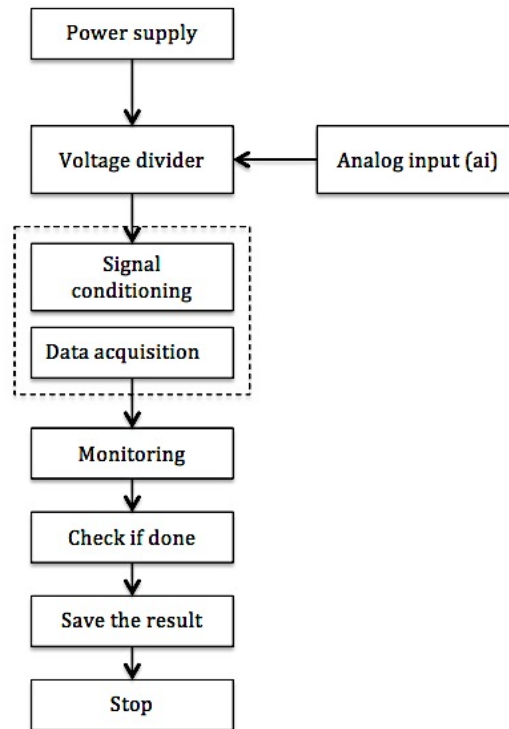 Power supply
Voltage divider
Analog input (ai)
Signal
conditioning
Data acquisition
Monitoring
Check if done
Save the result
Stop